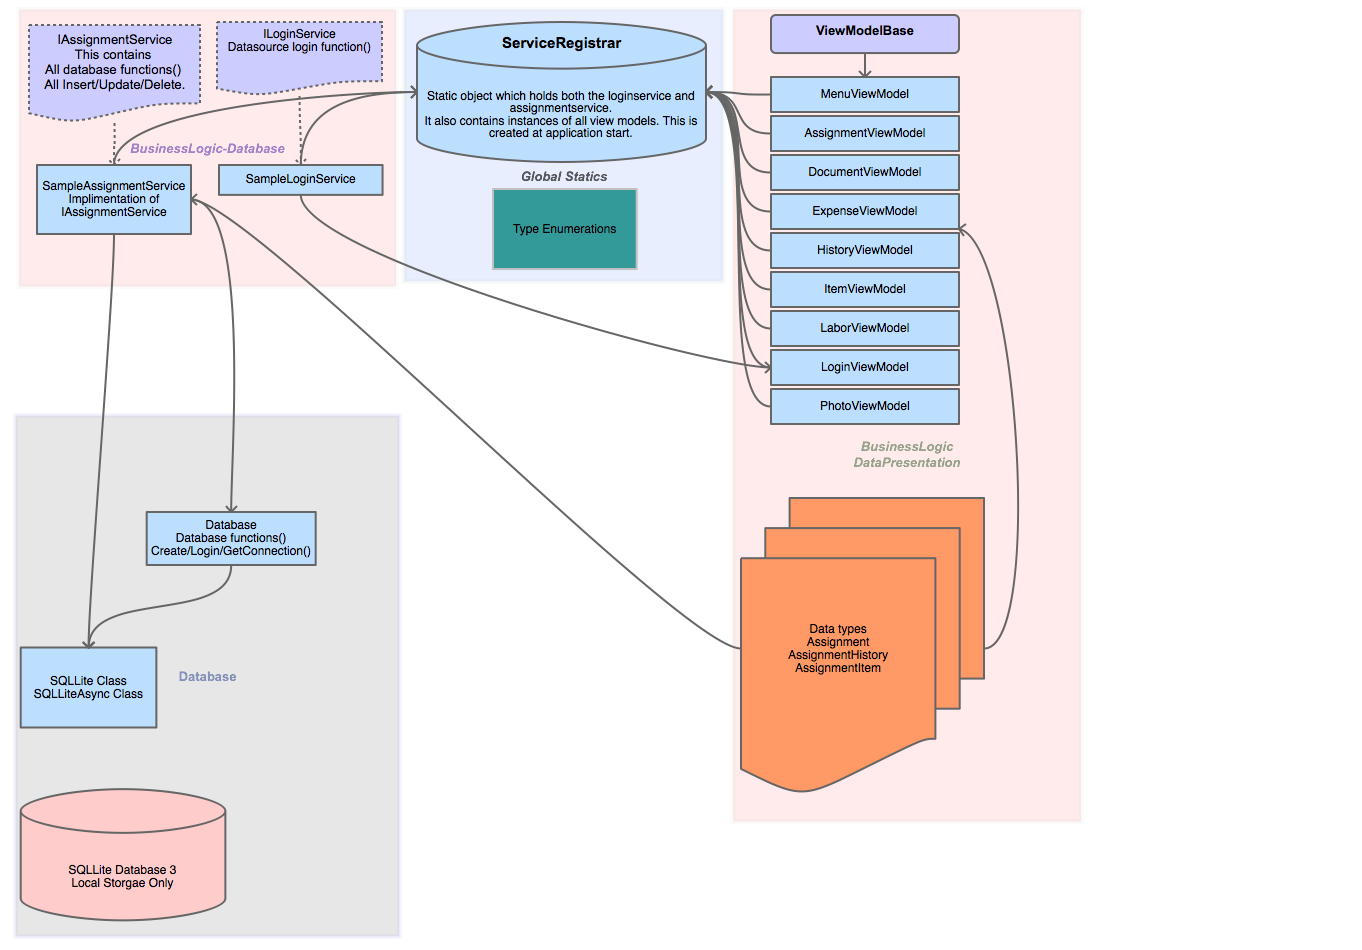 IAssignmentService
This contains
All database functions()
All Insert/Update/Delete.
ILoginService
Datasource login function()
BusinessLogic-Database
SampleAssignmentService
Implimentation of
IAssignmentService
SampleLoginService
ServiceRegistrar
Static object which holds both the loginservice and
assignmentservice.
It also contains instances of all view models. This is
created at application start.
Global Statics
Type Enumerations
ViewModelBase
MenuViewModel
AssignmentViewModel
DocumentViewModel
ExpenseViewModel
HistoryViewModel
ItemViewModel
LaborViewModel
LoginViewModel
PhotoViewModel
BusinessLogic
DataPresentation
Data types
Assignment
AssignmentHistory
AssignmentItem
Database
Database functions()
Create/Login/GetConnection()
SQLLite Class
SQLLiteAsync Class
Database
SQLLite Database 3
Local Storgae Only